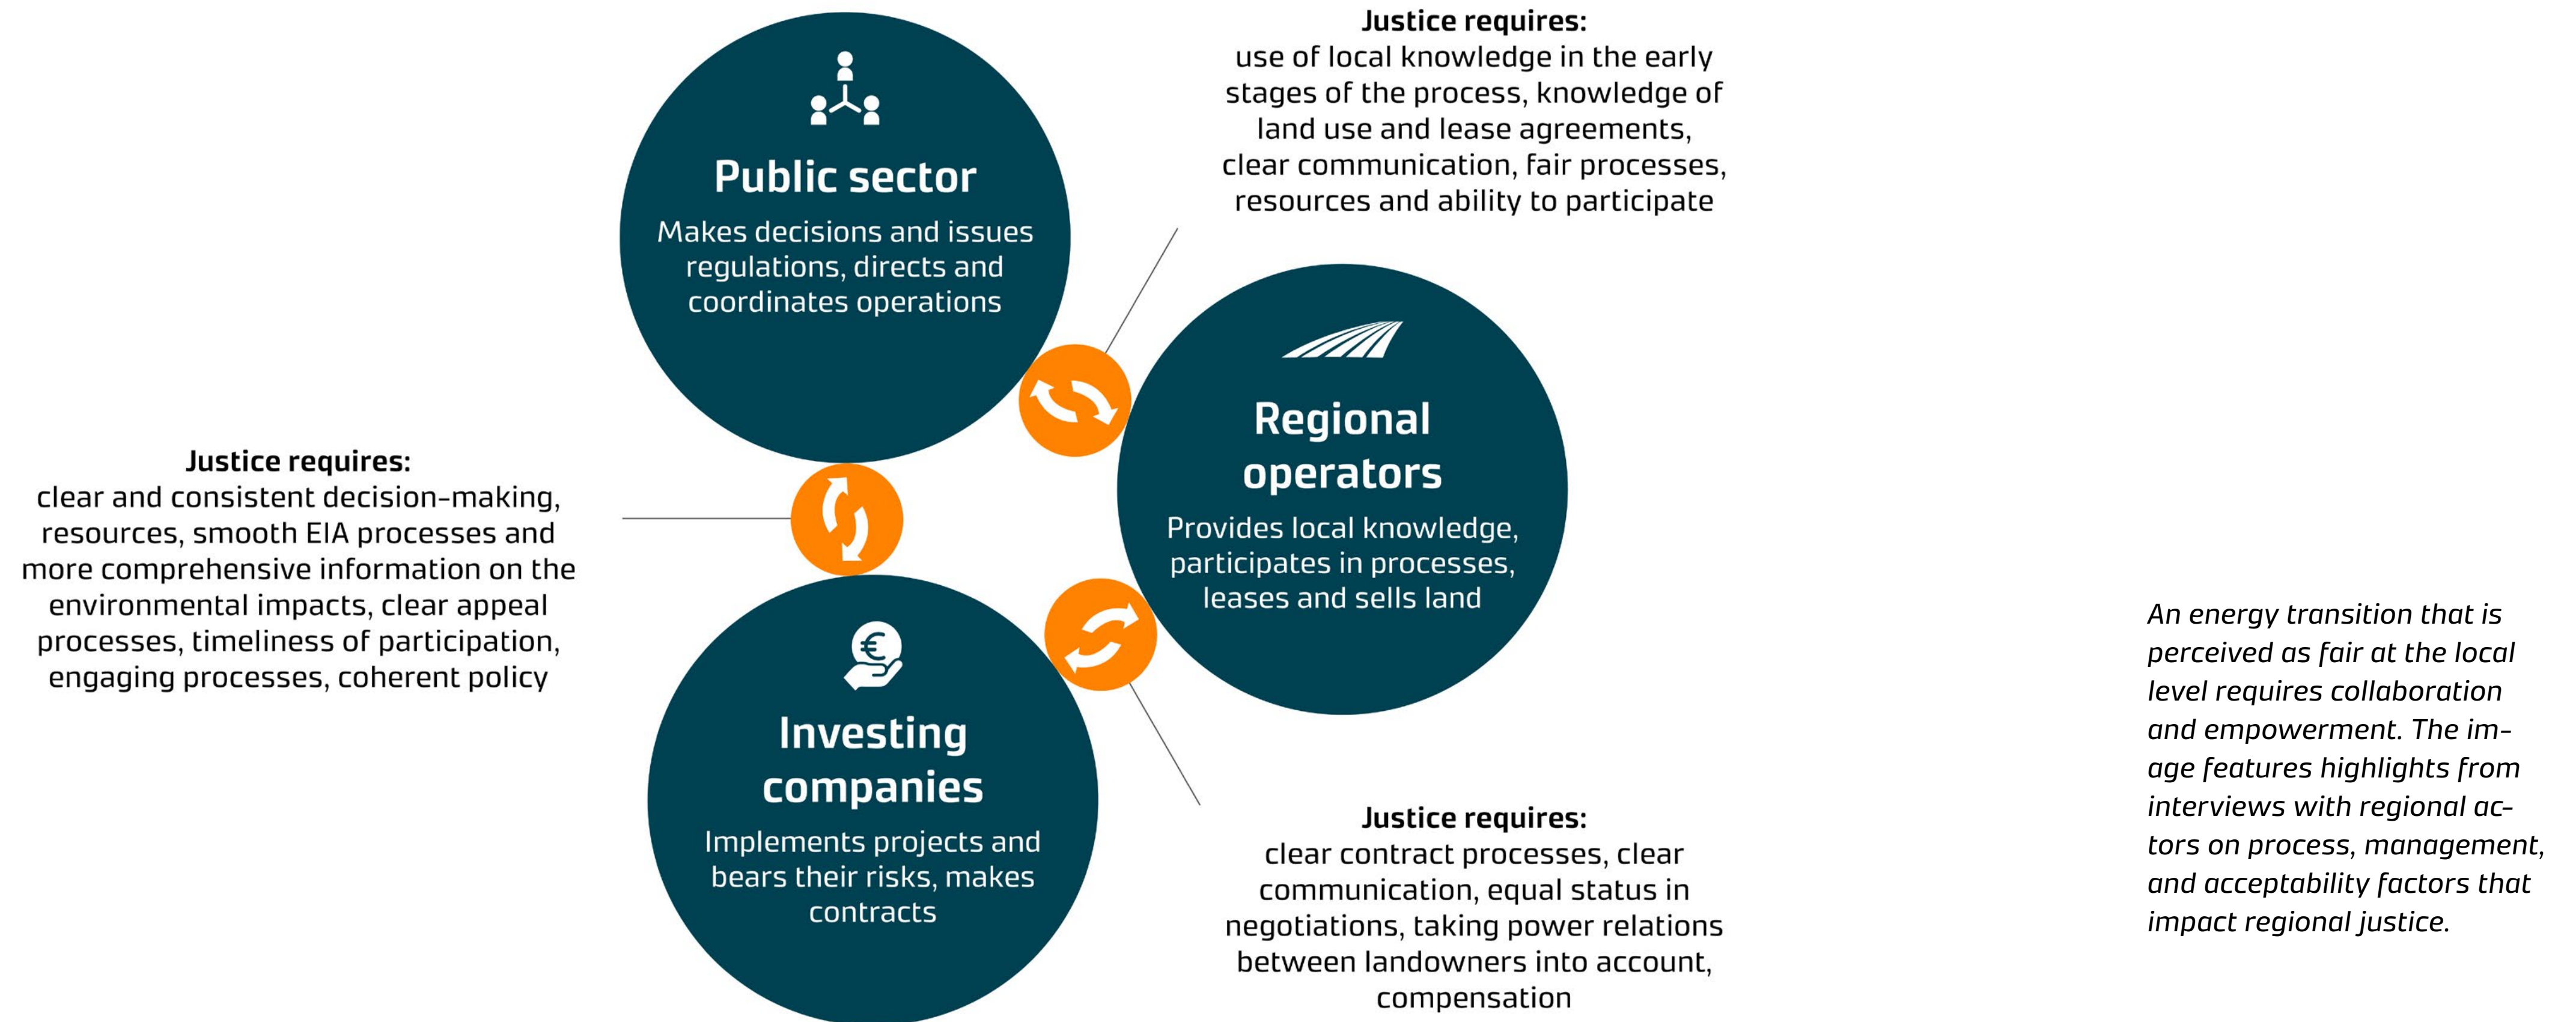 Public sector
Makes decisions and issues
regulations, directs and
coordinates operations
Justice requires:
use of local knowledge in the early
stages of the process, knowledge of
land use and lease agreements,
clear communication, fair processes,
resources and ability to participate
Regional
operators
Provides local knowledge,
participates in processes,
leases and sells land
Justice requires:
clear and consistent decision-making,
resources, smooth EIA processes and
more comprehensive information on the
environmental impacts, clear appeal
processes, timeliness of participation,
engaging processes, coherent policy
€
Investing
companies
Implements projects and
bears their risks, makes
contracts
Justice requires:
clear contract processes, clear
communication, equal status in
negotiations, taking power relations
between landowners into account,
compensation
An energy transition that is
perceived as fair at the local
level requires collaboration
and empowerment. The im-
age features highlights from
interviews with regional ac-
tors on process, management,
and acceptability factors that
impact regional justice.